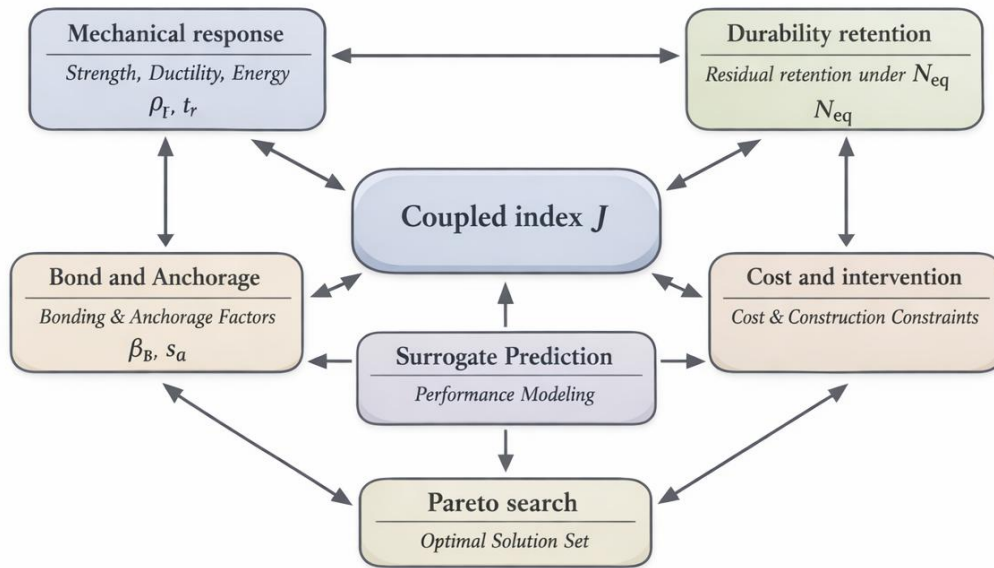 Mechanical response
Strength, Ductility, Energy
ρ_r, t_r
Durability retention
Residual retention under N_eq
N_eq
Coupled index J
Bond and Anchorage
Bonding & Anchorage Factors
β_B, s_a
Cost and intervention
Cost & Construction Constraints
Surrogate Prediction
Performance Modeling
Pareto search
Optimal Solution Set